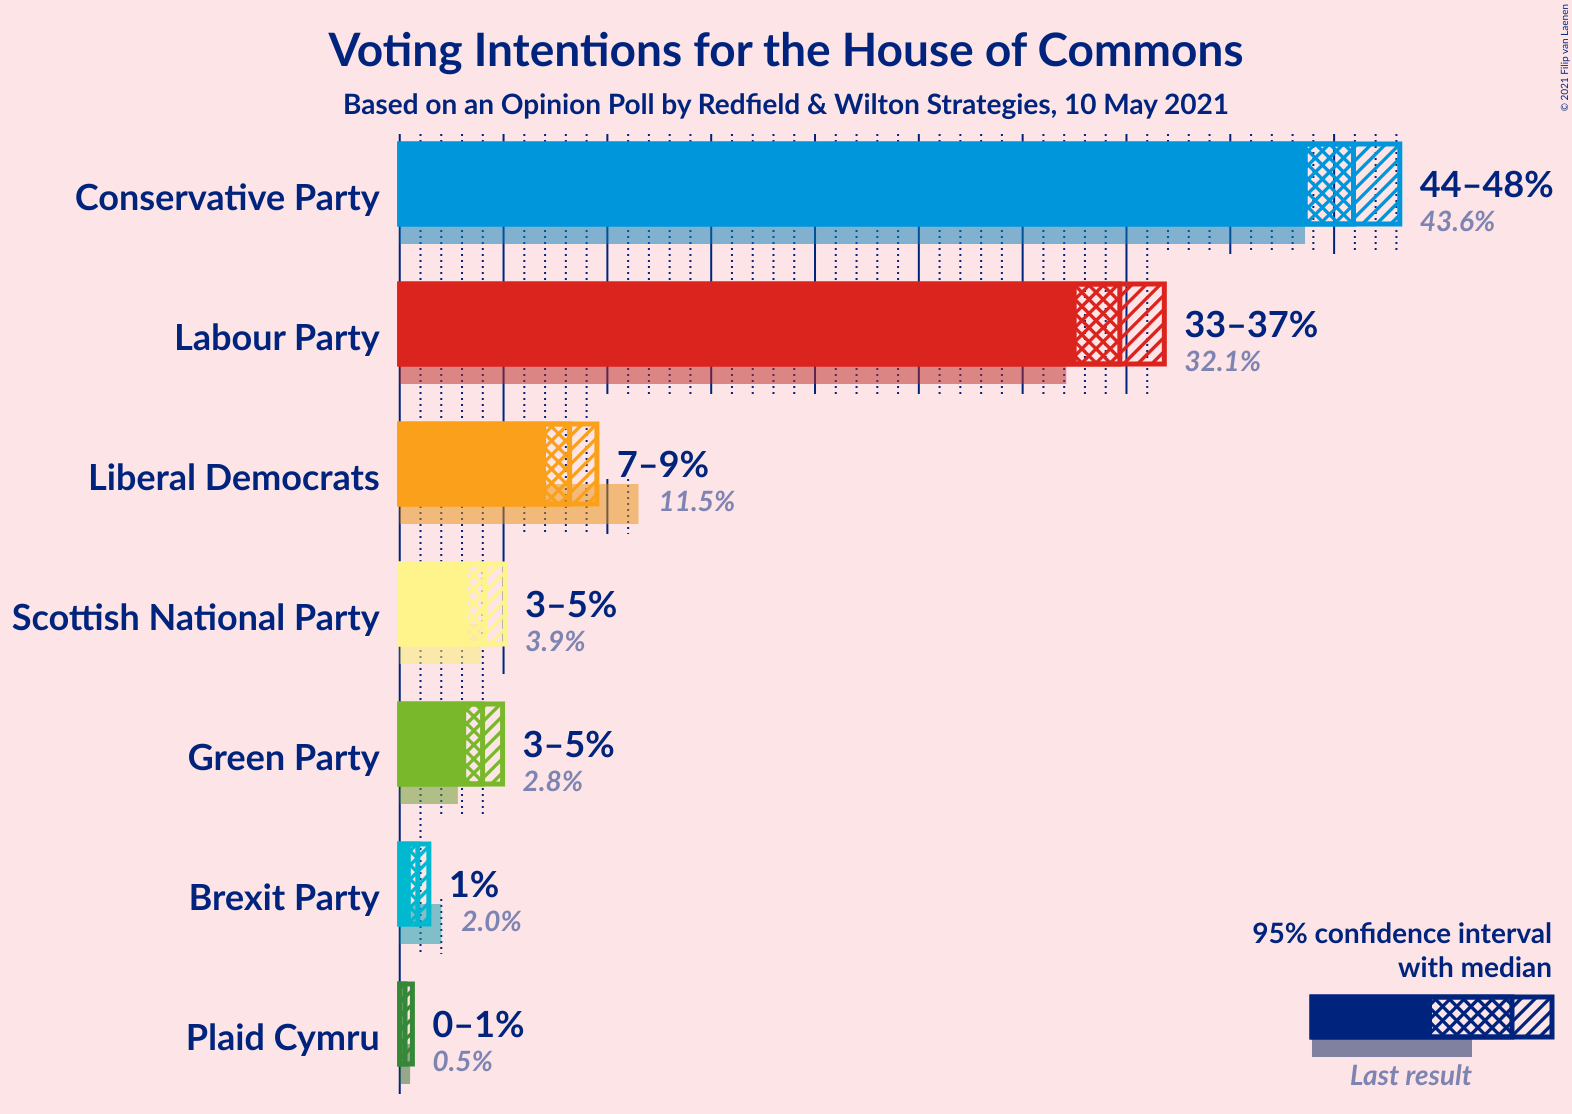 Voting Intentions for the House of Commons
Based on an Opinion Poll by Redfield & Wilton Strategies, 10 May 2021
© 2021 Filip van Laenen
Conservative Party
44–48%
43.6%
Labour Party
33–37%
32.1%
Liberal Democrats
7–9%
11.5%
Scottish National Party
3–5%
3.9%
Green Party
3–5%
2.8%
Brexit Party
1%
2.0%
Plaid Cymru
0–1%
0.5%
95% confidence interval
with median
Last result